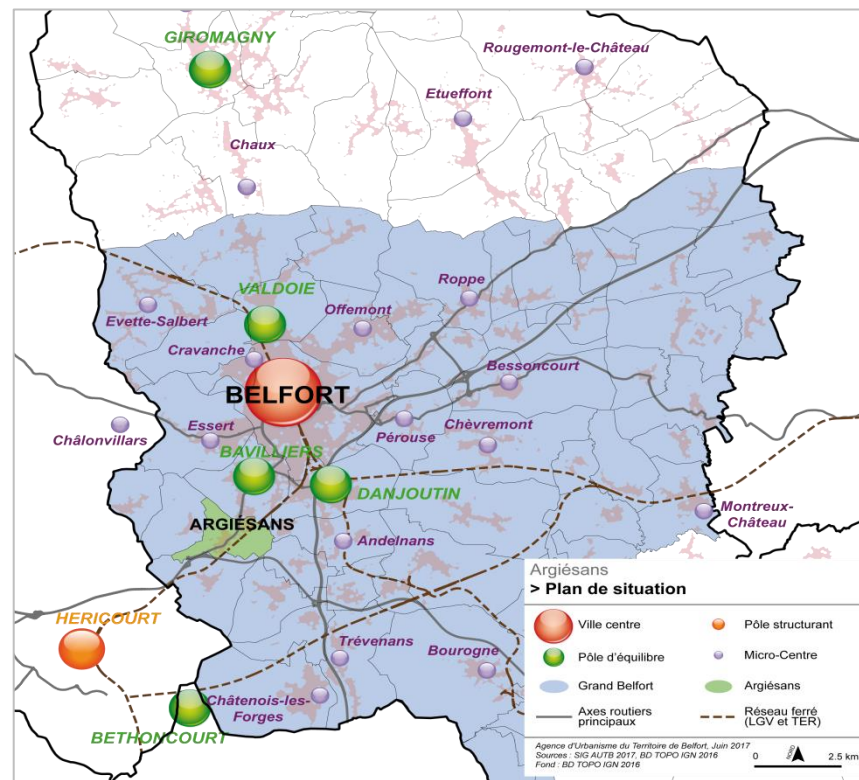 GIROMAGNY
Rougemont-le-Château
Etueffont
Chaux
Roppe
VALDOIE
Offemont
Evette-Salbert
Cravanche
Bessoncourt
BELFORT
Essert
Châlonvillars
Pérouse
Chèvremont
BAVILLIERS
DANJOUTIN
Montreux-
Château
ARGIÉSANS
Andelnans
HERICOURT
Trévenans
Bourogne
Châtenois-les-
Forges
BETHONCOURT
Argiésans
> Plan de situation
Ville centre
Pôle structurant
Pôle d'équilibre
Micro-Centre
Grand Belfort
Argiésans
Axes routiers
principaux
Réseau ferré
(LGV et TER)
Agence d'Urbanisme du Territoire de Belfort, Juin 2017
Sources : SIG AUTB 2017, BD TOPO IGN 2016
Fond : BD TOPO IGN 2016
NORD
0 2.5 km